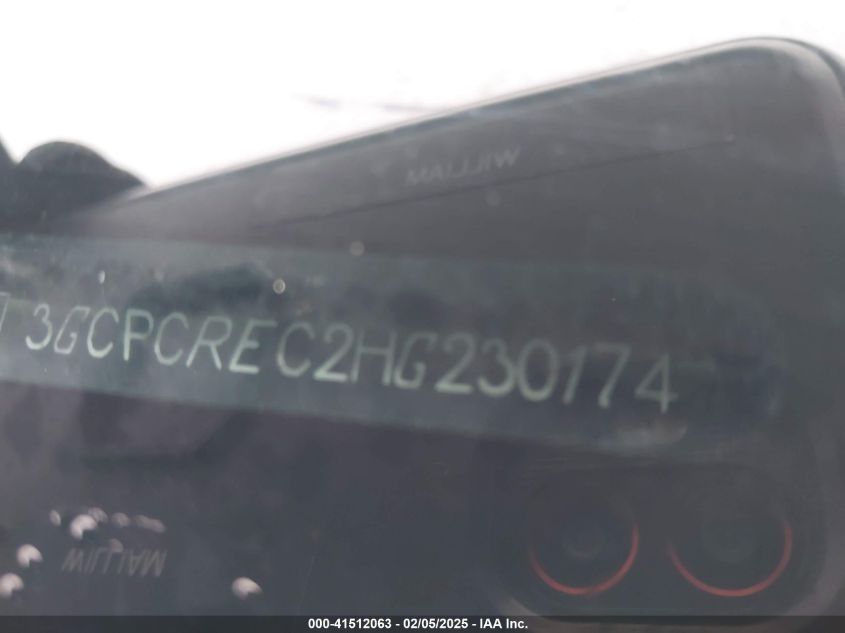 3GCPCREC2HG230174
000-41512063 - 02/05/2025 - IAA Inc.